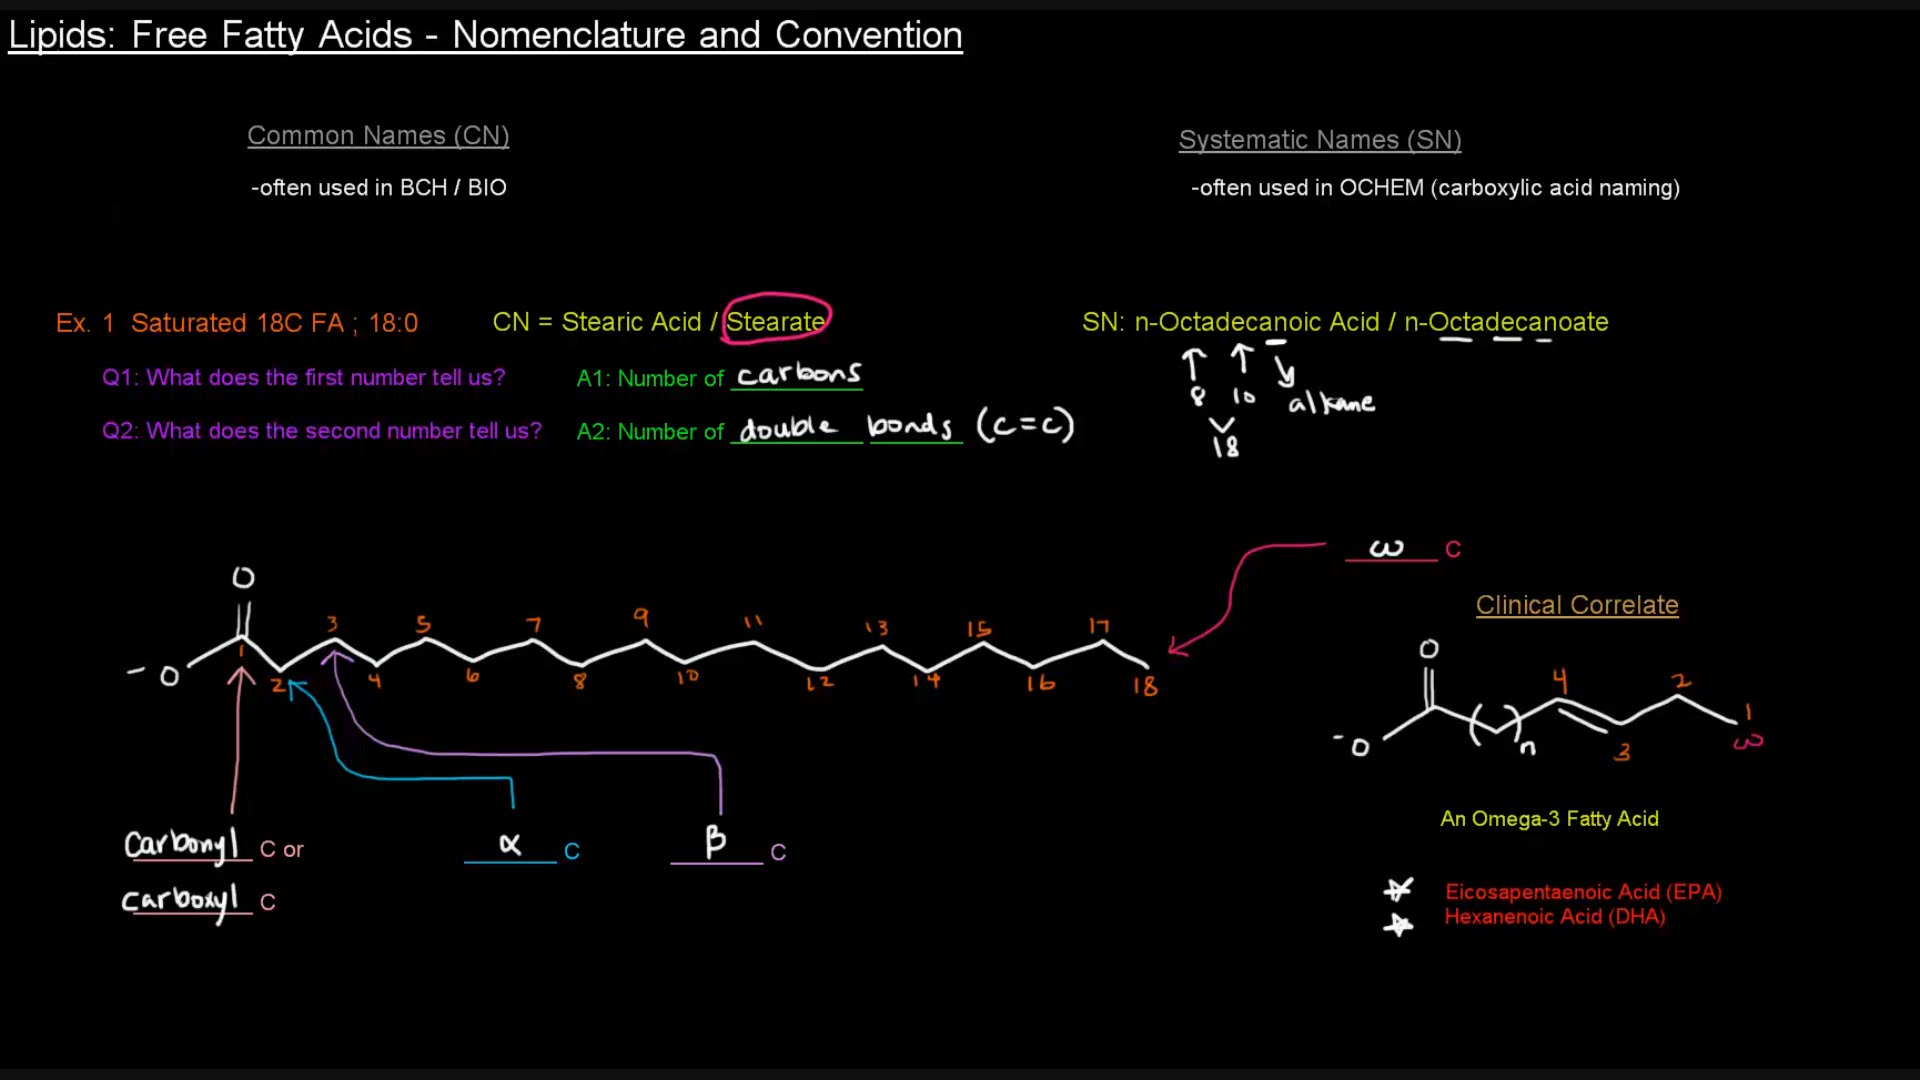 Lipids: Free Fatty Acids - Nomenclature and Convention
Common Names (CN)
-often used in BCH / BIO
Systematic Names (SN)
-often used in OCHEM (carboxylic acid naming)
Ex. 1 Saturated 18C FA ; 18:0
CN = Stearic Acid / Stearate
SN: n-Octadecanoic Acid / n-Octadecanoate
Q1: What does the first number tell us?
A1: Number of carbons
Q2: What does the second number tell us?
A2: Number of double bonds (c=c)
8 10 alkane
18
ω C
O
- O
1 2 3 4 5 6 7 8 9 10 11 12 13 14 15 16 17 18
Carbonyl C or
carboxyl C
α C
β C
Clinical Correlate
O
4 2 1
-O n 3 ω
An Omega-3 Fatty Acid
Eicosapentaenoic Acid (EPA)
Hexanenoic Acid (DHA)